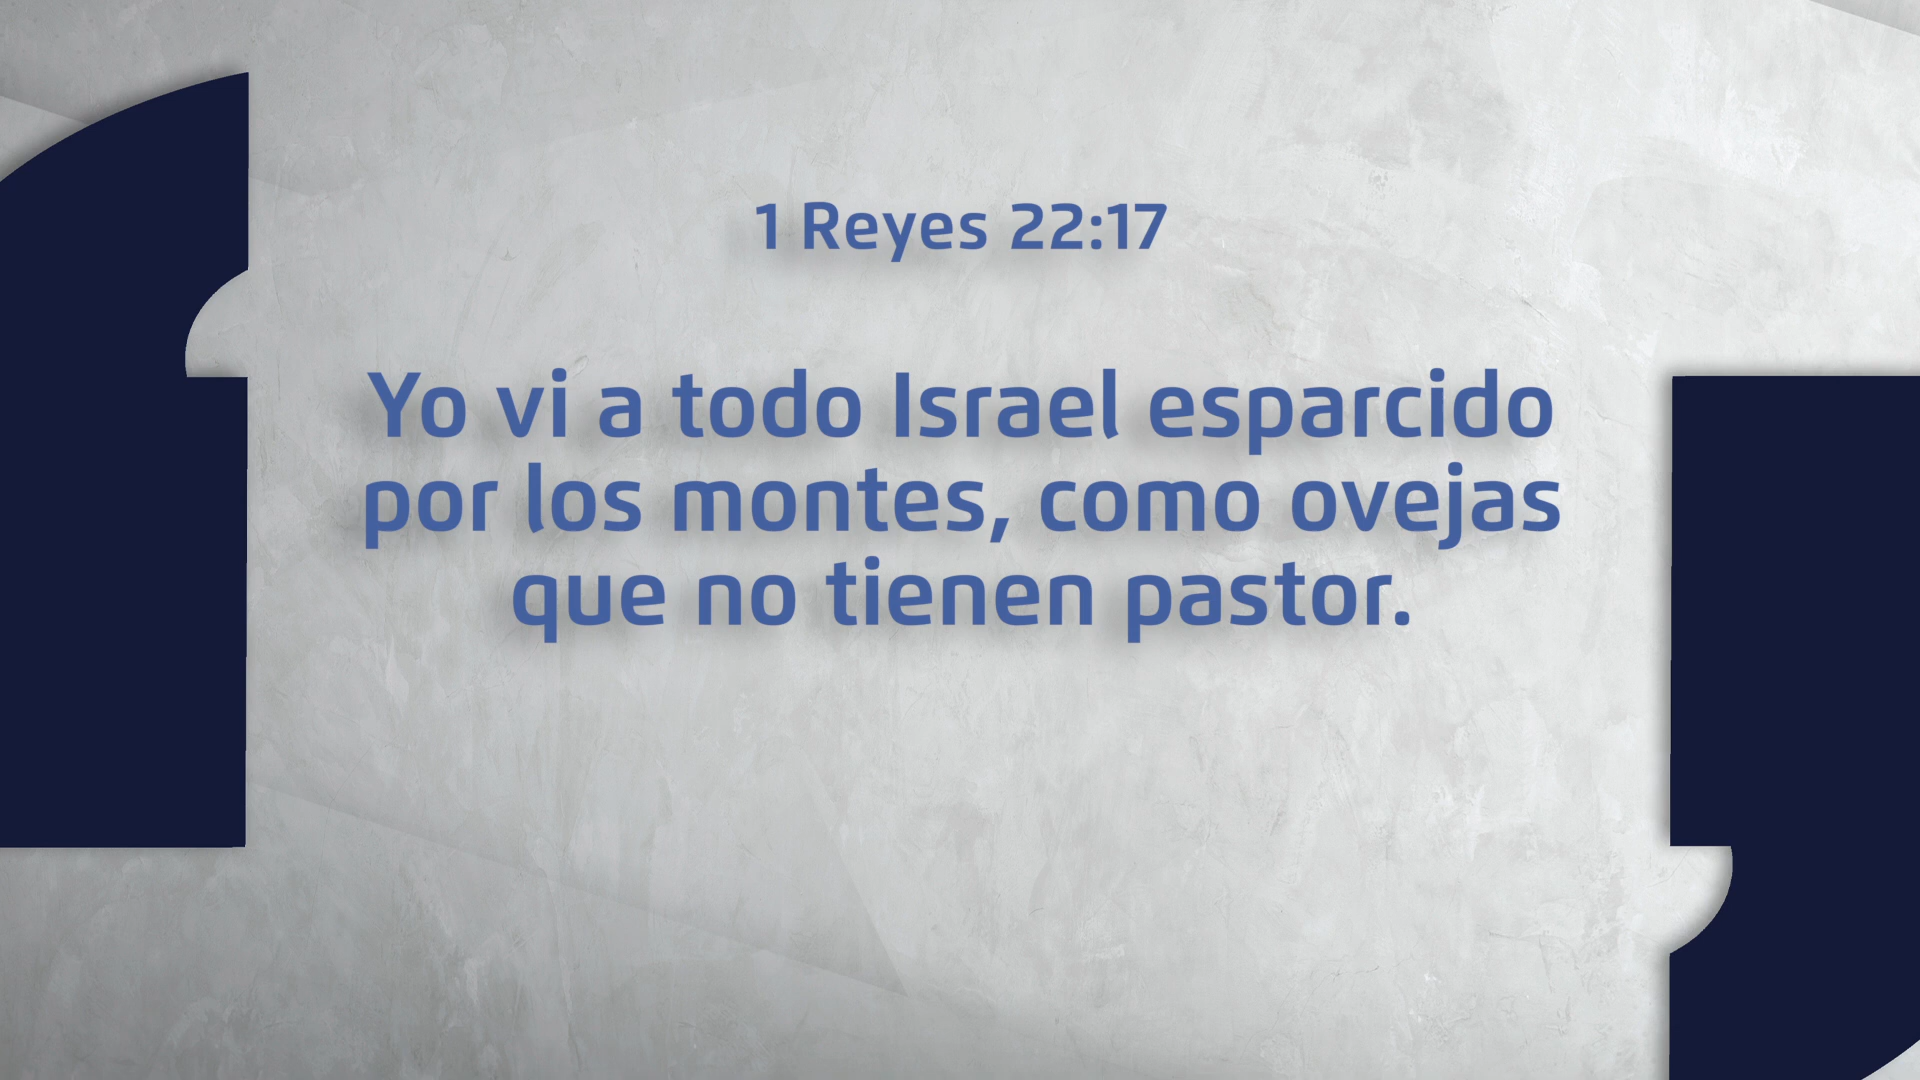 1 Reyes 22:17
Yo vi a todo Israel esparcido
por los montes, como ovejas
que no tienen pastor.